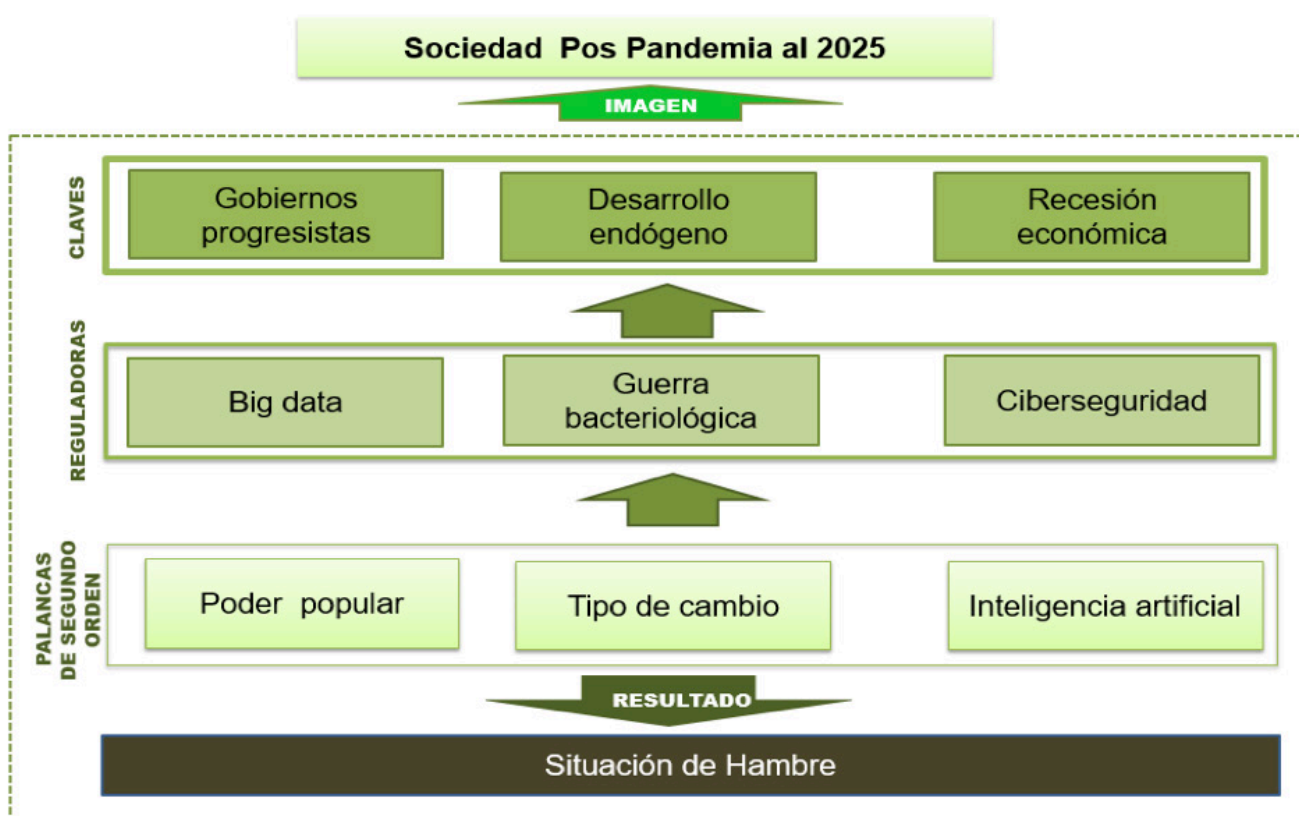 Sociedad Pos Pandemia al 2025
IMAGEN
CLAVES
Gobiernos
progresistas
Desarrollo
endógeno
Recesión
económica
REGULADORAS
Big data
Guerra
bacteriológica
Ciberseguridad
PALANCAS
DE SEGUNDO
ORDEN
Poder popular
Tipo de cambio
Inteligencia artificial
RESULTADO
Situación de Hambre